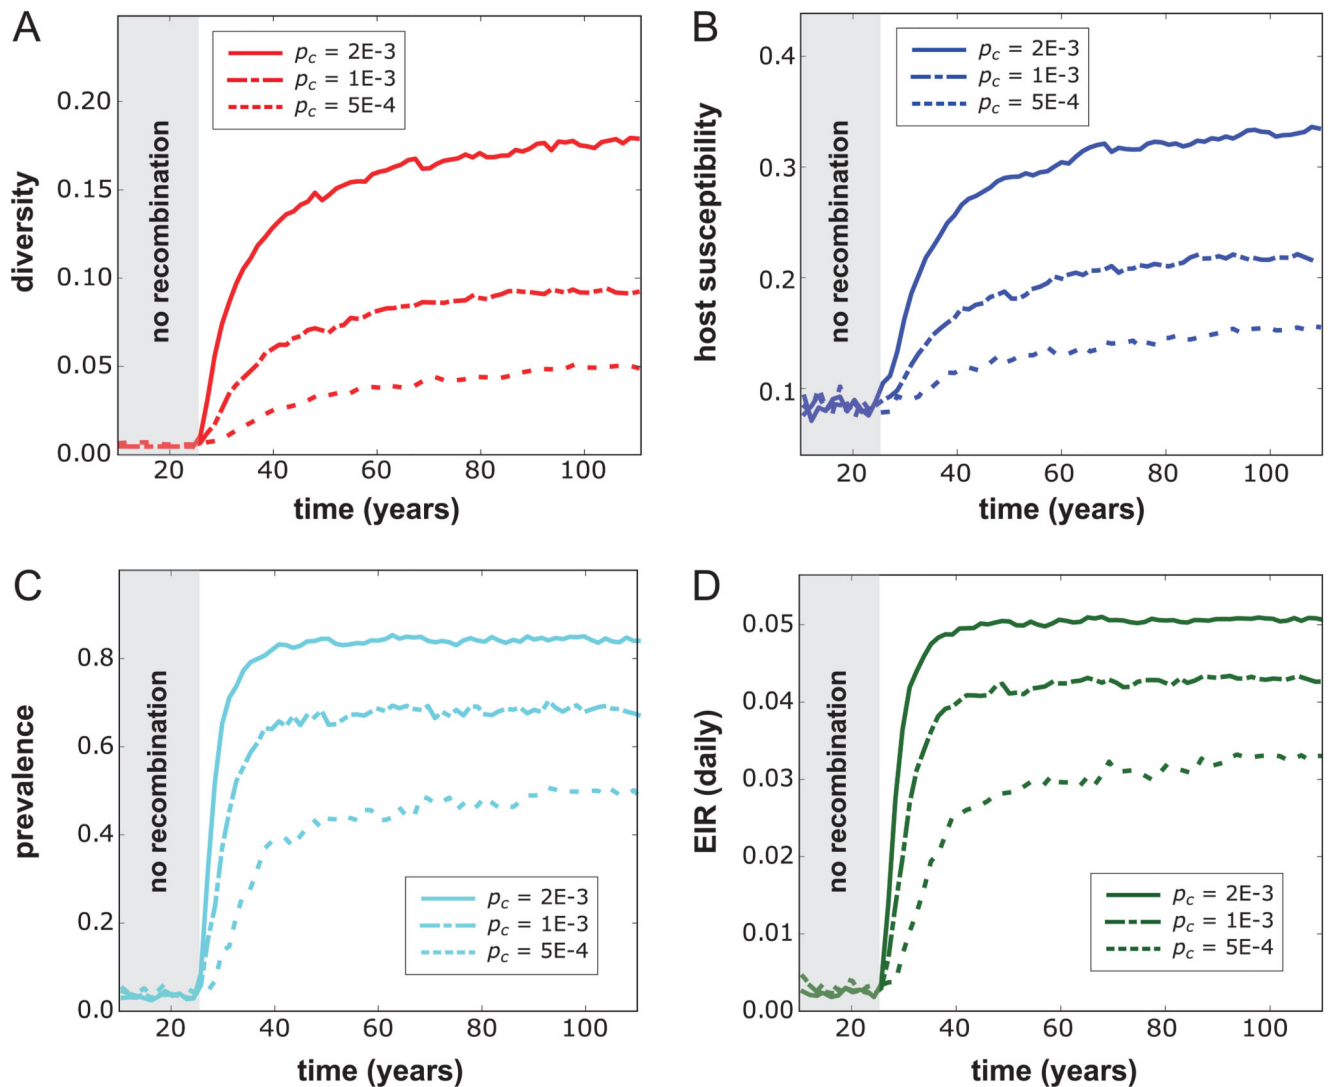 A
p_c = 2E-3
p_c = 1E-3
p_c = 5E-4
no recombination
diversity
0.20
0.15
0.10
0.05
0.00
20 40 60 80 100
time (years)
B
p_c = 2E-3
p_c = 1E-3
p_c = 5E-4
no recombination
host susceptibility
0.4
0.3
0.2
0.1
20 40 60 80 100
time (years)
C
no recombination
prevalence
0.8
0.6
0.4
0.2
0.0
p_c = 2E-3
p_c = 1E-3
p_c = 5E-4
20 40 60 80 100
time (years)
D
no recombination
EIR (daily)
0.05
0.04
0.03
0.02
0.01
0.00
p_c = 2E-3
p_c = 1E-3
p_c = 5E-4
20 40 60 80 100
time (years)